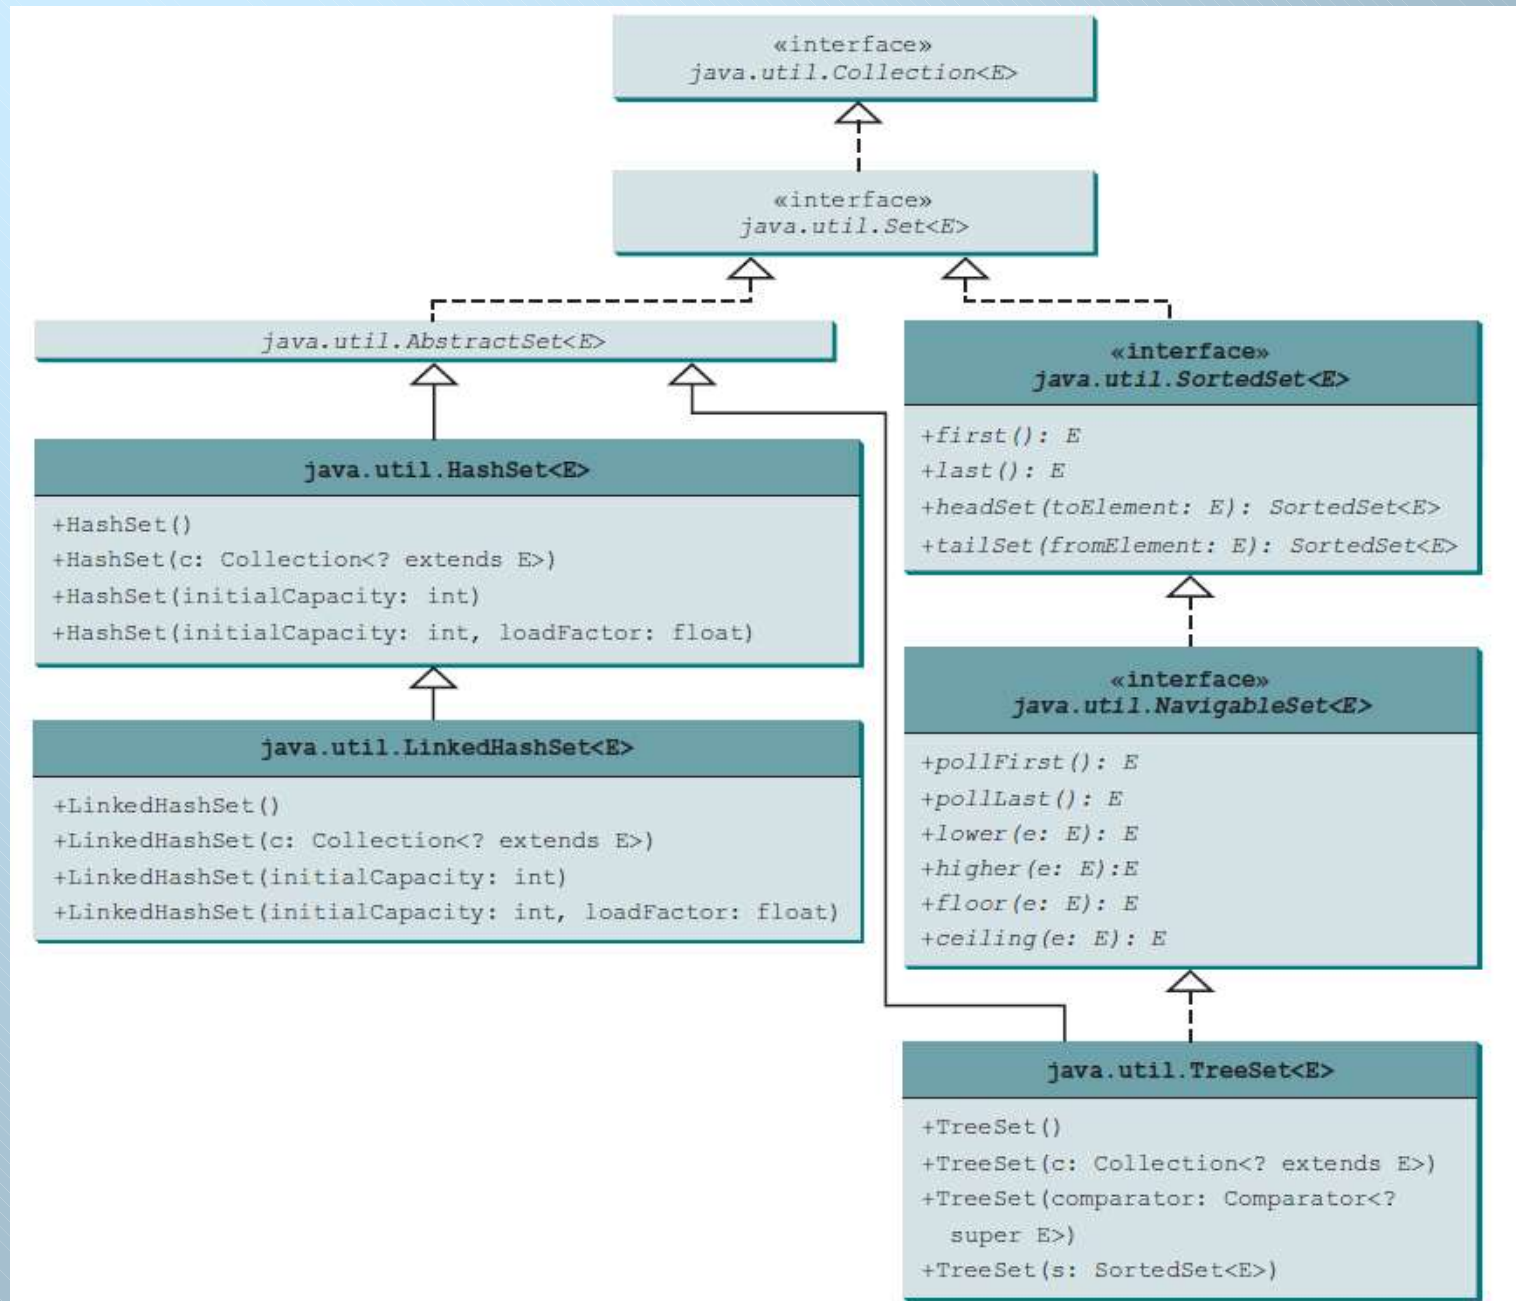 «interface»
java.util.Collection<E>
«interface»
java.util.Set<E>
java.util.AbstractSet<E>
java.util.HashSet<E>
+HashSet()
+HashSet(c: Collection<? extends E>)
+HashSet(initialCapacity: int)
+HashSet(initialCapacity: int, loadFactor: float)
java.util.LinkedHashSet<E>
+LinkedHashSet()
+LinkedHashSet(c: Collection<? extends E>)
+LinkedHashSet(initialCapacity: int)
+LinkedHashSet(initialCapacity: int, loadFactor: float)
«interface»
java.util.SortedSet<E>
+first(): E
+last(): E
+headSet(toElement: E): SortedSet<E>
+tailSet(fromElement: E): SortedSet<E>
«interface»
java.util.NavigableSet<E>
+pollFirst(): E
+pollLast(): E
+lower(e: E): E
+higher(e: E):E
+floor(e: E): E
+ceiling(e: E): E
java.util.TreeSet<E>
+TreeSet()
+TreeSet(c: Collection<? extends E>)
+TreeSet(comparator: Comparator<?
super E>)
+TreeSet(s: SortedSet<E>)